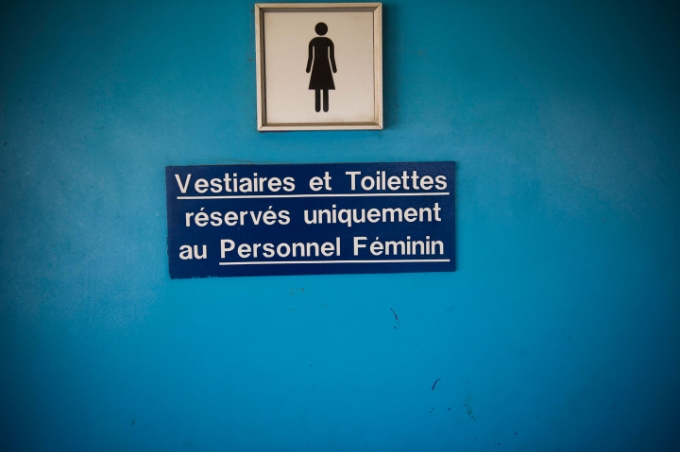 Vestiaires et Toilettes
réservés uniquement
au Personnel Féminin